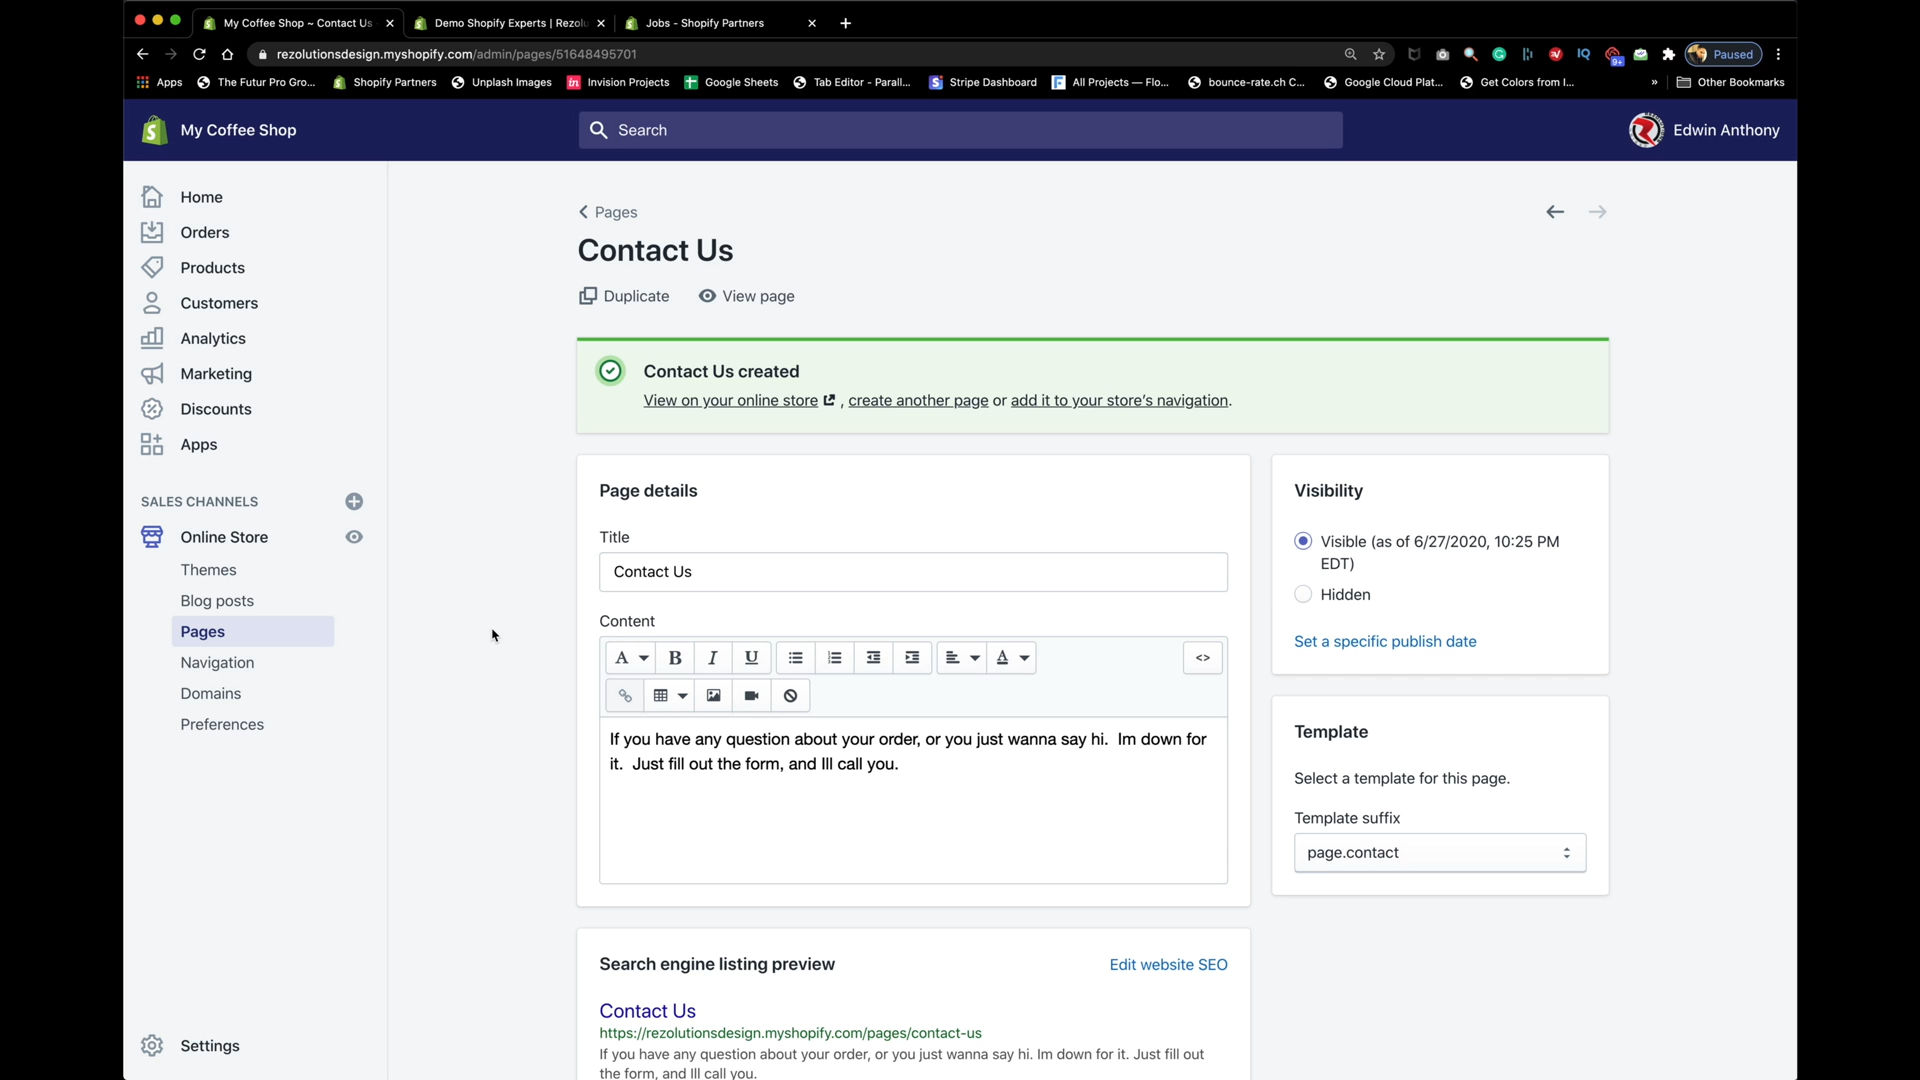 My Coffee Shop ~ Contact Us
Demo Shopify Experts | Rezolu
Jobs - Shopify Partners
rezolutionsdesign.myshopify.com/admin/pages/51648495701
Paused
Apps
The Futur Pro Gro...
Shopify Partners
Unplash Images
Invision Projects
Google Sheets
Tab Editor - Parall...
Stripe Dashboard
All Projects — Flo...
bounce-rate.ch C...
Google Cloud Plat...
Get Colors from I...
»
Other Bookmarks
My Coffee Shop
Search
Edwin Anthony
Home
Orders
Products
Customers
Analytics
Marketing
Discounts
Apps
SALES CHANNELS
Online Store
Themes
Blog posts
Pages
Navigation
Domains
Preferences
Settings
Pages
Contact Us
Duplicate
View page
Contact Us created
View on your online store , create another page or add it to your store's navigation.
Page details
Title
Contact Us
Content
A B I U A <>
If you have any question about your order, or you just wanna say hi.  Im down for
it.  Just fill out the form, and Ill call you.
Search engine listing preview
Edit website SEO
Contact Us
https://rezolutionsdesign.myshopify.com/pages/contact-us
If you have any question about your order, or you just wanna say hi. Im down for it. Just fill out
the form, and Ill call you.
Visibility
Visible (as of 6/27/2020, 10:25 PM
EDT)
Hidden
Set a specific publish date
Template
Select a template for this page.
Template suffix
page.contact